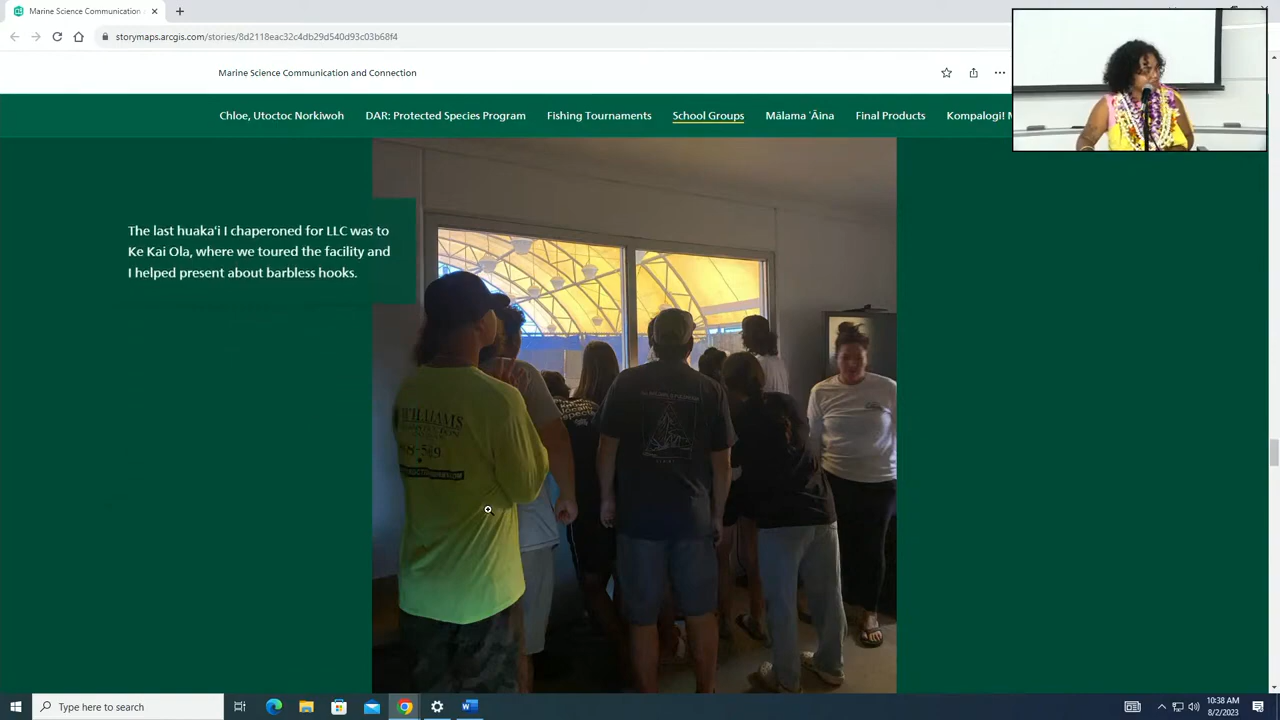 Marine Science Communication
storymaps.arcgis.com/stories/8d2118eac32c4db29d540d93c03b68f4
Marine Science Communication and Connection
Chloe, Utoctoc Norkiwoh
DAR: Protected Species Program
Fishing Tournaments
School Groups
Mālama ʻĀina
Final Products
Kompalogi!
The last huaka'i I chaperoned for LLC was to
Ke Kai Ola, where we toured the facility and
I helped present about barbless hooks.
Type here to search
10:38 AM
8/2/2023